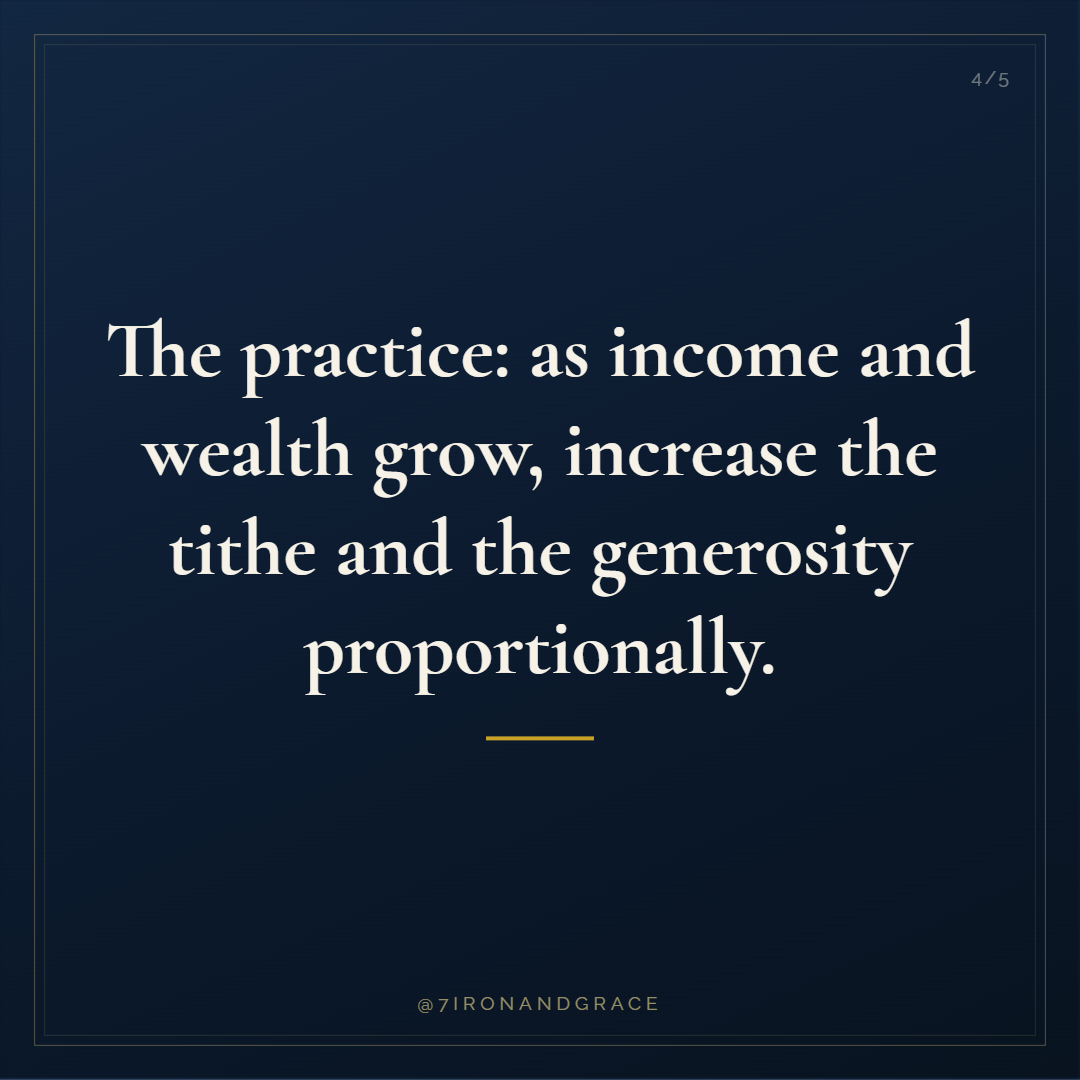 4/5
The practice: as income and
wealth grow, increase the
tithe and the generosity
proportionally.
@7IRONANDGRACE